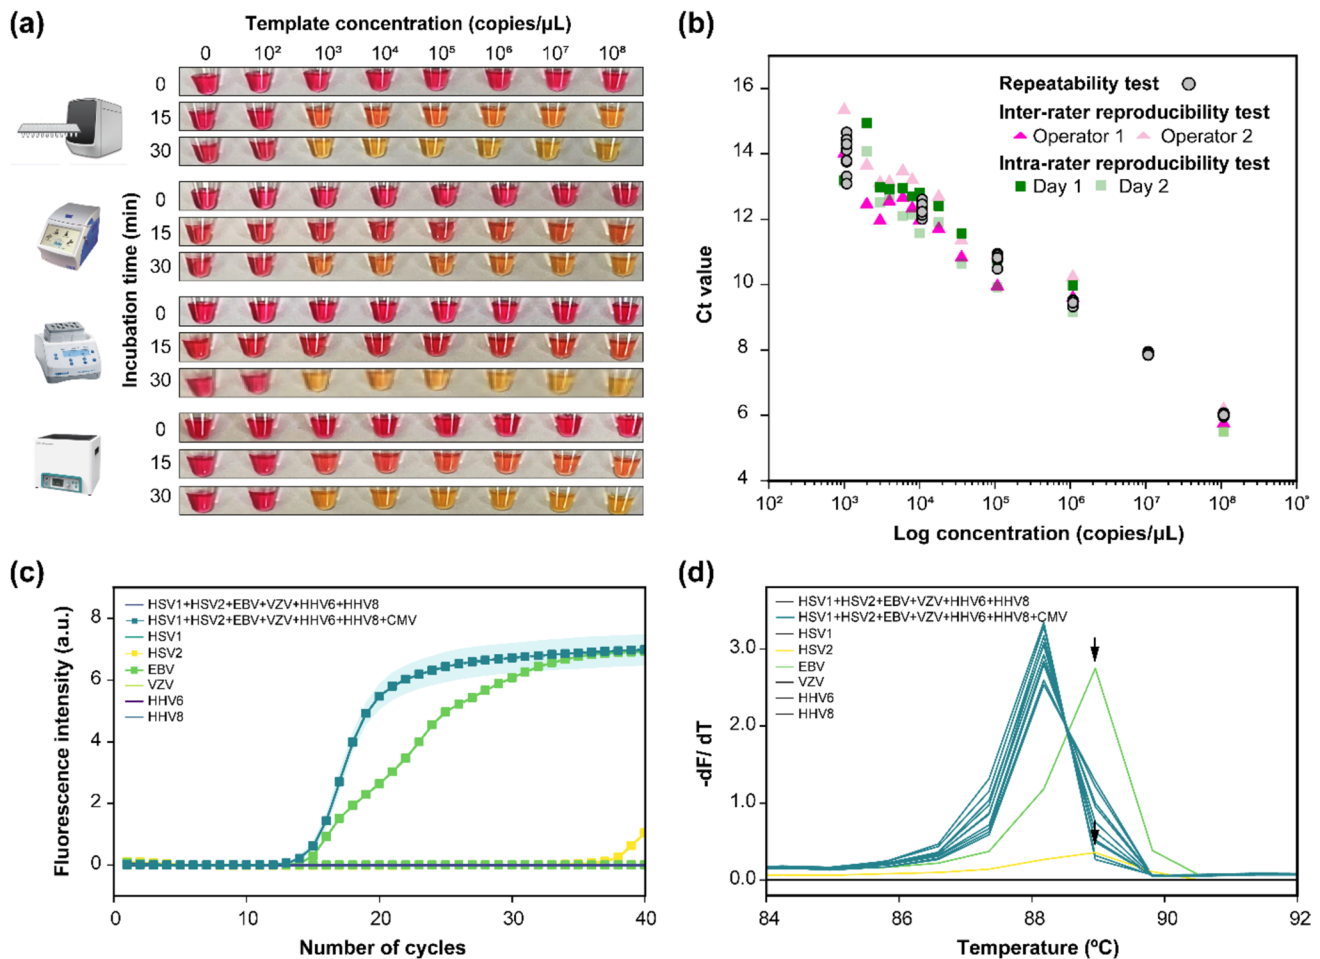 (a)
Template concentration (copies/µL)
0 10² 10³ 10⁴ 10⁵ 10⁶ 10⁷ 10⁸
Incubation time (min)
0
15
30
0
15
30
0
15
30
0
15
30
(b)
Repeatability test
Inter-rater reproducibility test
Operator 1 Operator 2
Intra-rater reproducibility test
Day 1 Day 2
Ct value
16
14
12
10
8
6
4
10² 10³ 10⁴ 10⁵ 10⁶ 10⁷ 10⁸
Log concentration (copies/µL)
(c)
HSV1+HSV2+EBV+VZV+HHV6+HHV8
HSV1+HSV2+EBV+VZV+HHV6+HHV8+CMV
HSV1
HSV2
EBV
VZV
HHV6
HHV8
Fluorescence intensity (a.u.)
8
6
4
2
0
0 10 20 30 40
Number of cycles
(d)
HSV1+HSV2+EBV+VZV+HHV6+HHV8
HSV1+HSV2+EBV+VZV+HHV6+HHV8+CMV
HSV1
HSV2
EBV
VZV
HHV6
HHV8
-dF/ dT
3.0
2.0
1.0
0.0
84 86 88 90 92
Temperature (ºC)